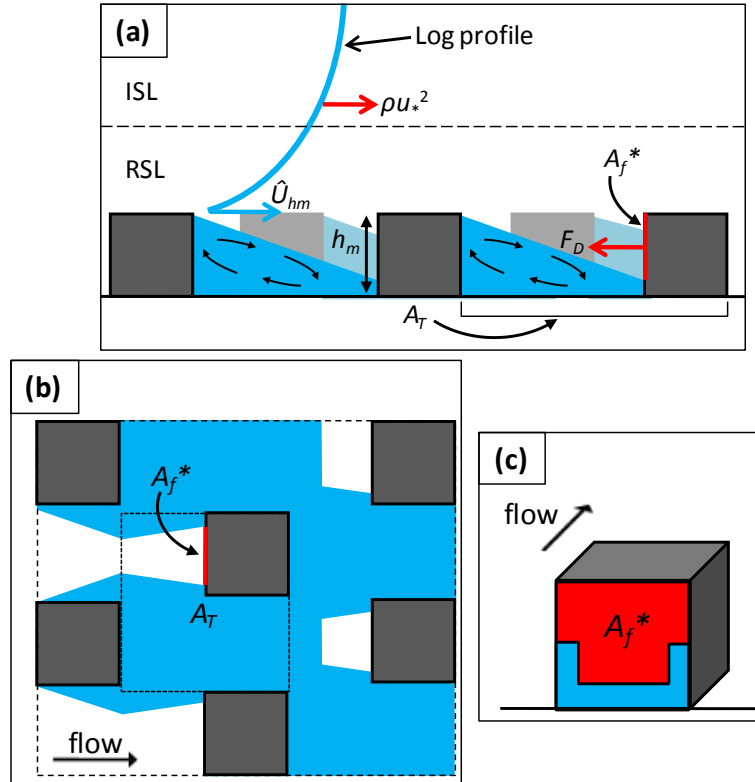 (a)
Log profile
ISL
ρu*²
RSL
A_f*
Û_hm
h_m
F_D
A_T
(b)
A_f*
A_T
flow
(c)
flow
A_f*